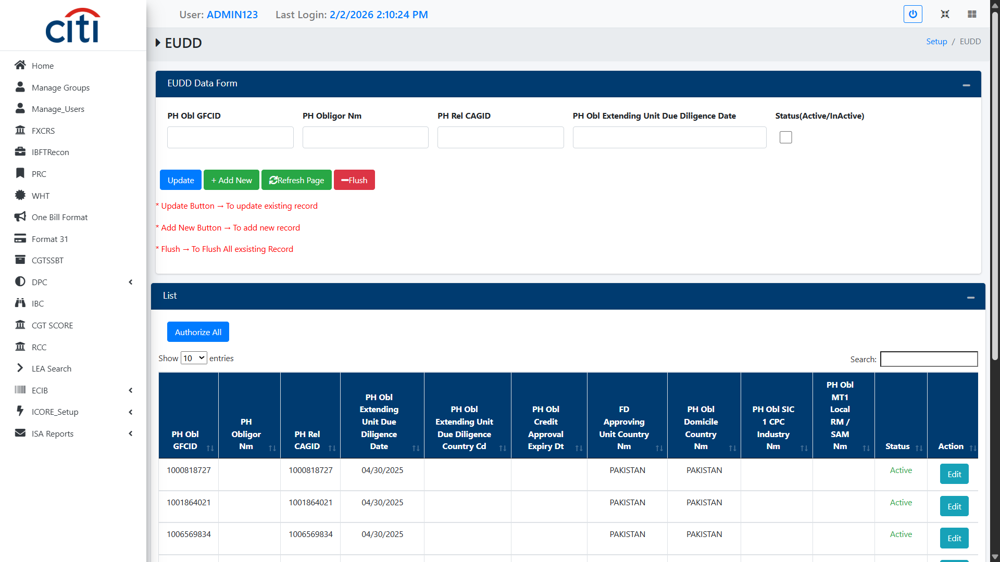 citi
User: ADMIN123 Last Login: 2/2/2026 2:10:24 PM
EUDD
Setup / EUDD
Home
Manage Groups
Manage_Users
FXCRS
IBFTRecon
PRC
WHT
One Bill Format
Format 31
CGTSSBT
DPC
IBC
CGT SCORE
RCC
LEA Search
ECIB
ICORE_Setup
ISA Reports
EUDD Data Form
PH Obl GFCID PH Obligor Nm PH Rel CAGID PH Obl Extending Unit Due Diligence Date Status(Active/InActive)
Update + Add New Refresh Page Flush
* Update Button → To update existing record
* Add New Button → To add new record
* Flush → To Flush All exsisting Record
List
Authorize All
Show 10 entries
Search:
PH Obl GFCID
PH Obligor Nm
PH Rel CAGID
PH Obl Extending Unit Due Diligence Date
PH Obl Extending Unit Due Diligence Country Cd
PH Obl Credit Approval Expiry Dt
FD Approving Unit Country Nm
PH Obl Domicile Country Nm
PH Obl SIC 1 CPC Industry Nm
PH Obl MT1 Local RM / SAM Nm
Status
Action
1000818727 1000818727 04/30/2025 PAKISTAN PAKISTAN Active Edit
1001864021 1001864021 04/30/2025 PAKISTAN PAKISTAN Active Edit
1006569834 1006569834 04/30/2025 PAKISTAN PAKISTAN Active Edit